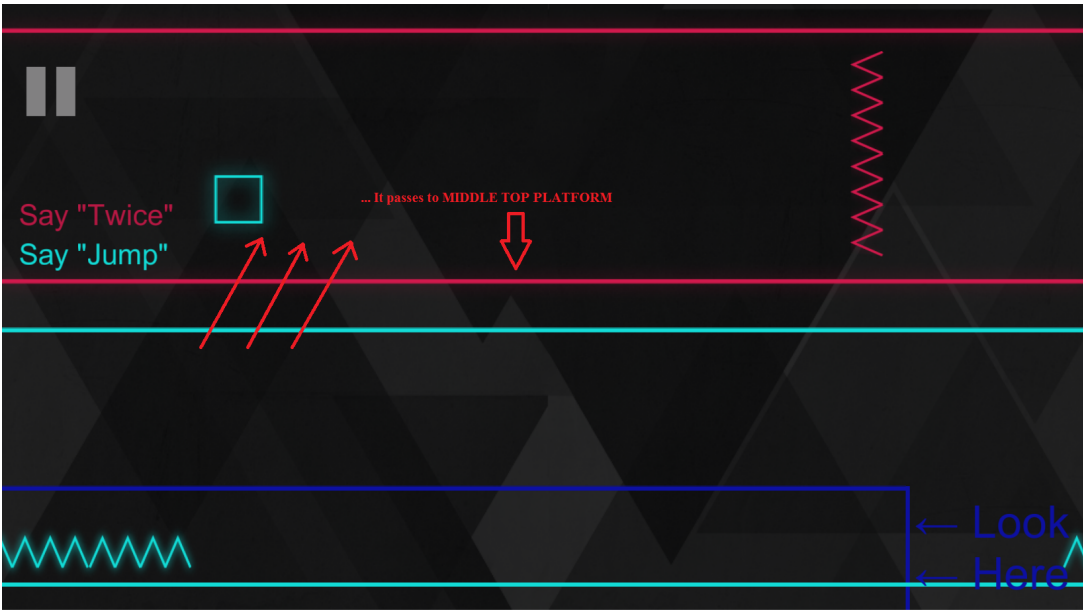 ... It passes to MIDDLE TOP PLATFORM
Say "Twice"
Say "Jump"
← Look
← Here